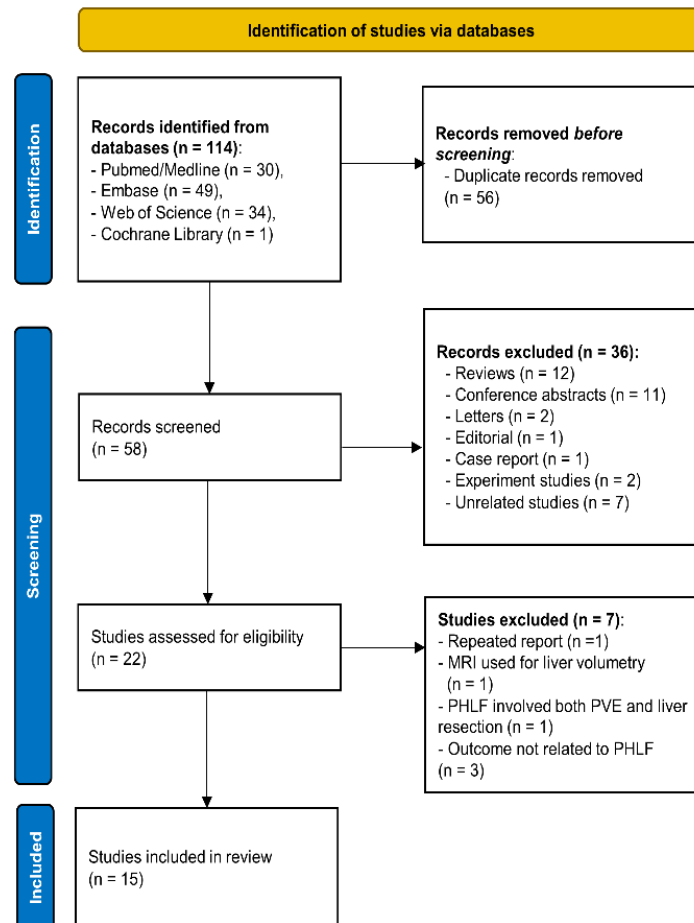 Identification of studies via databases
Identification
Records identified from
databases (n = 114):
- Pubmed/Medline (n = 30),
- Embase (n = 49),
- Web of Science (n = 34),
- Cochrane Library (n = 1)
Records removed before
screening:
- Duplicate records removed
(n = 56)
Screening
Records screened
(n = 58)
Records excluded (n = 36):
- Reviews (n = 12)
- Conference abstracts (n = 11)
- Letters (n = 2)
- Editorial (n = 1)
- Case report (n = 1)
- Experiment studies (n = 2)
- Unrelated studies (n = 7)
Studies assessed for eligibility
(n = 22)
Studies excluded (n = 7):
- Repeated report (n =1)
- MRI used for liver volumetry
(n = 1)
- PHLF involved both PVE and liver
resection (n = 1)
- Outcome not related to PHLF
(n = 3)
Included
Studies included in review
(n = 15)